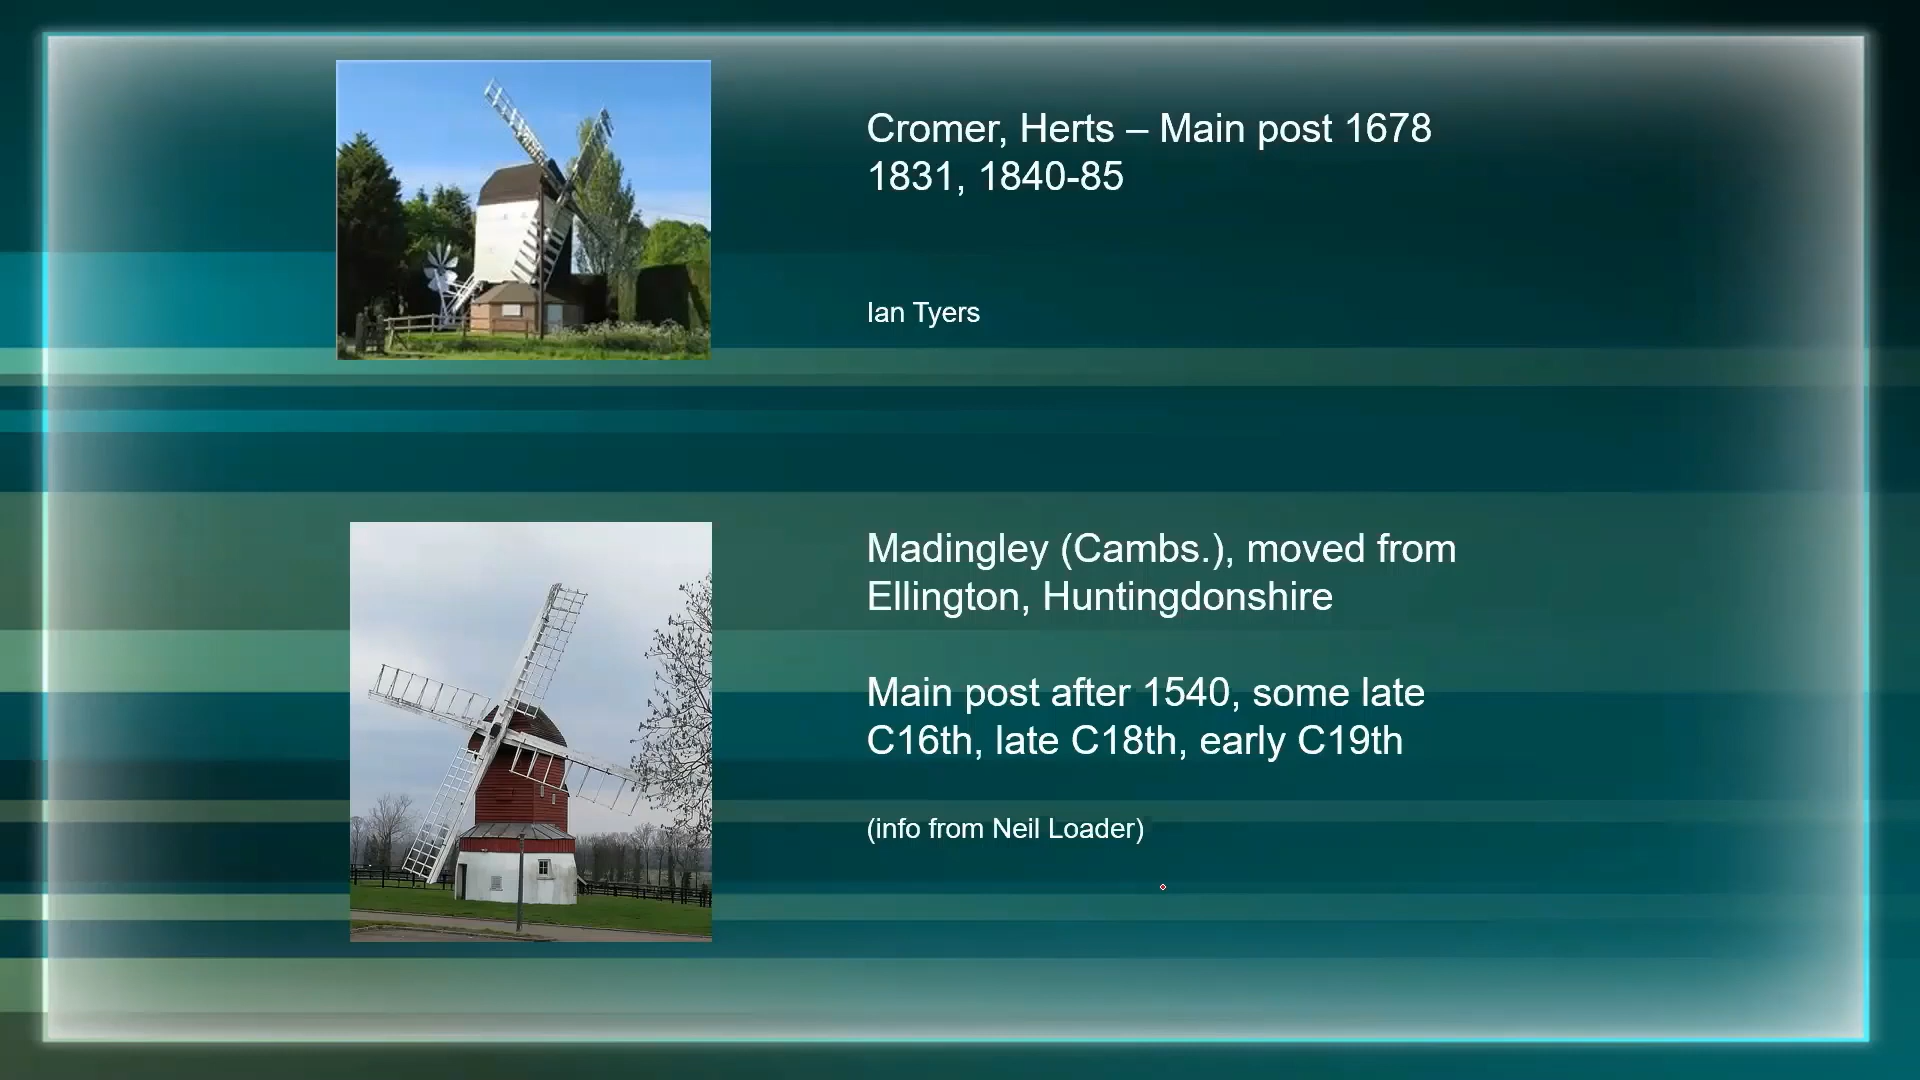 Cromer, Herts – Main post 1678
1831, 1840-85
Ian Tyers
Madingley (Cambs.), moved from
Ellington, Huntingdonshire
Main post after 1540, some late
C16th, late C18th, early C19th
(info from Neil Loader)